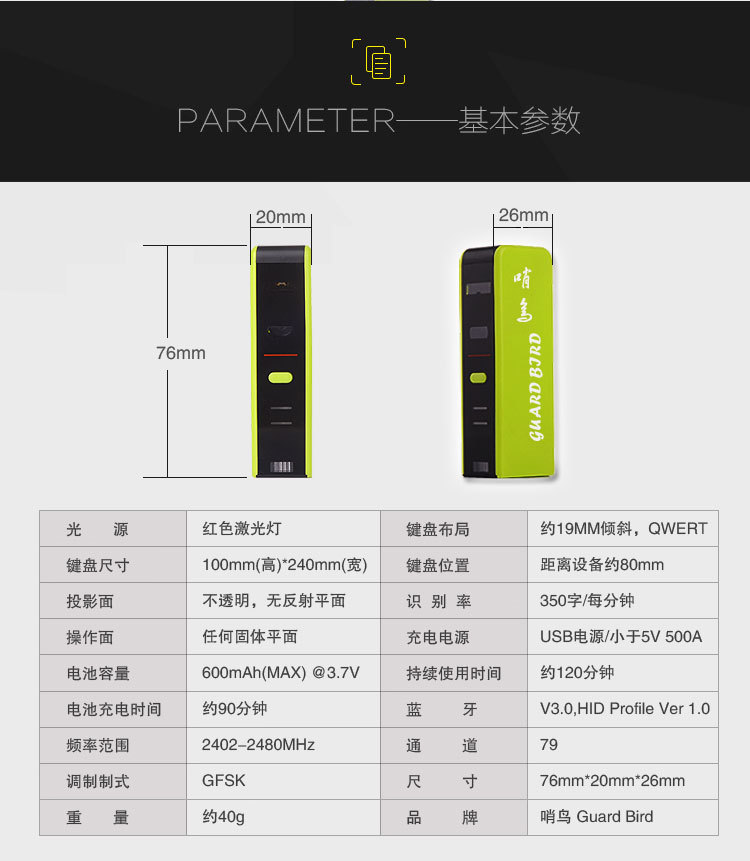 PARAMETER——基本参数
20mm
26mm
76mm
哨鸟
GUARD BIRD
光 源 红色激光灯 键盘布局 约19MM倾斜，QWERT
键盘尺寸 100mm(高)*240mm(宽) 键盘位置 距离设备约80mm
投影面 不透明，无反射平面 识 别 率 350字/每分钟
操作面 任何固体平面 充电电源 USB电源/小于5V 500A
电池容量 600mAh(MAX) @3.7V 持续使用时间 约120分钟
电池充电时间 约90分钟 蓝 牙 V3.0,HID Profile Ver 1.0
频率范围 2402-2480MHz 通 道 79
调制制式 GFSK 尺 寸 76mm*20mm*26mm
重 量 约40g 品 牌 哨鸟 Guard Bird